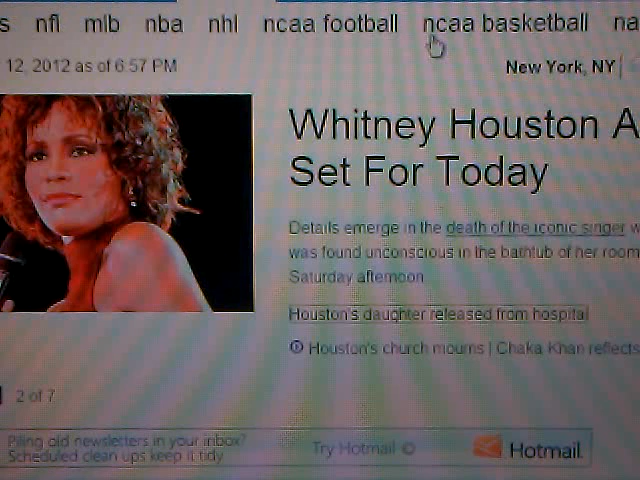 s nfl mlb nba nhl ncaa football ncaa basketball na
12, 2012 as of 6:57 PM
New York, NY
Whitney Houston A
Set For Today
Details emerge in the death of the iconic singer w
was found unconscious in the bathtub of her room
Saturday afternoon
Houston's daughter released from hospital
Houston's church mourns | Chaka Khan reflects
2 of 7
Piling old newsletters in your inbox?
Scheduled clean ups keep it tidy
Try Hotmail
Hotmail